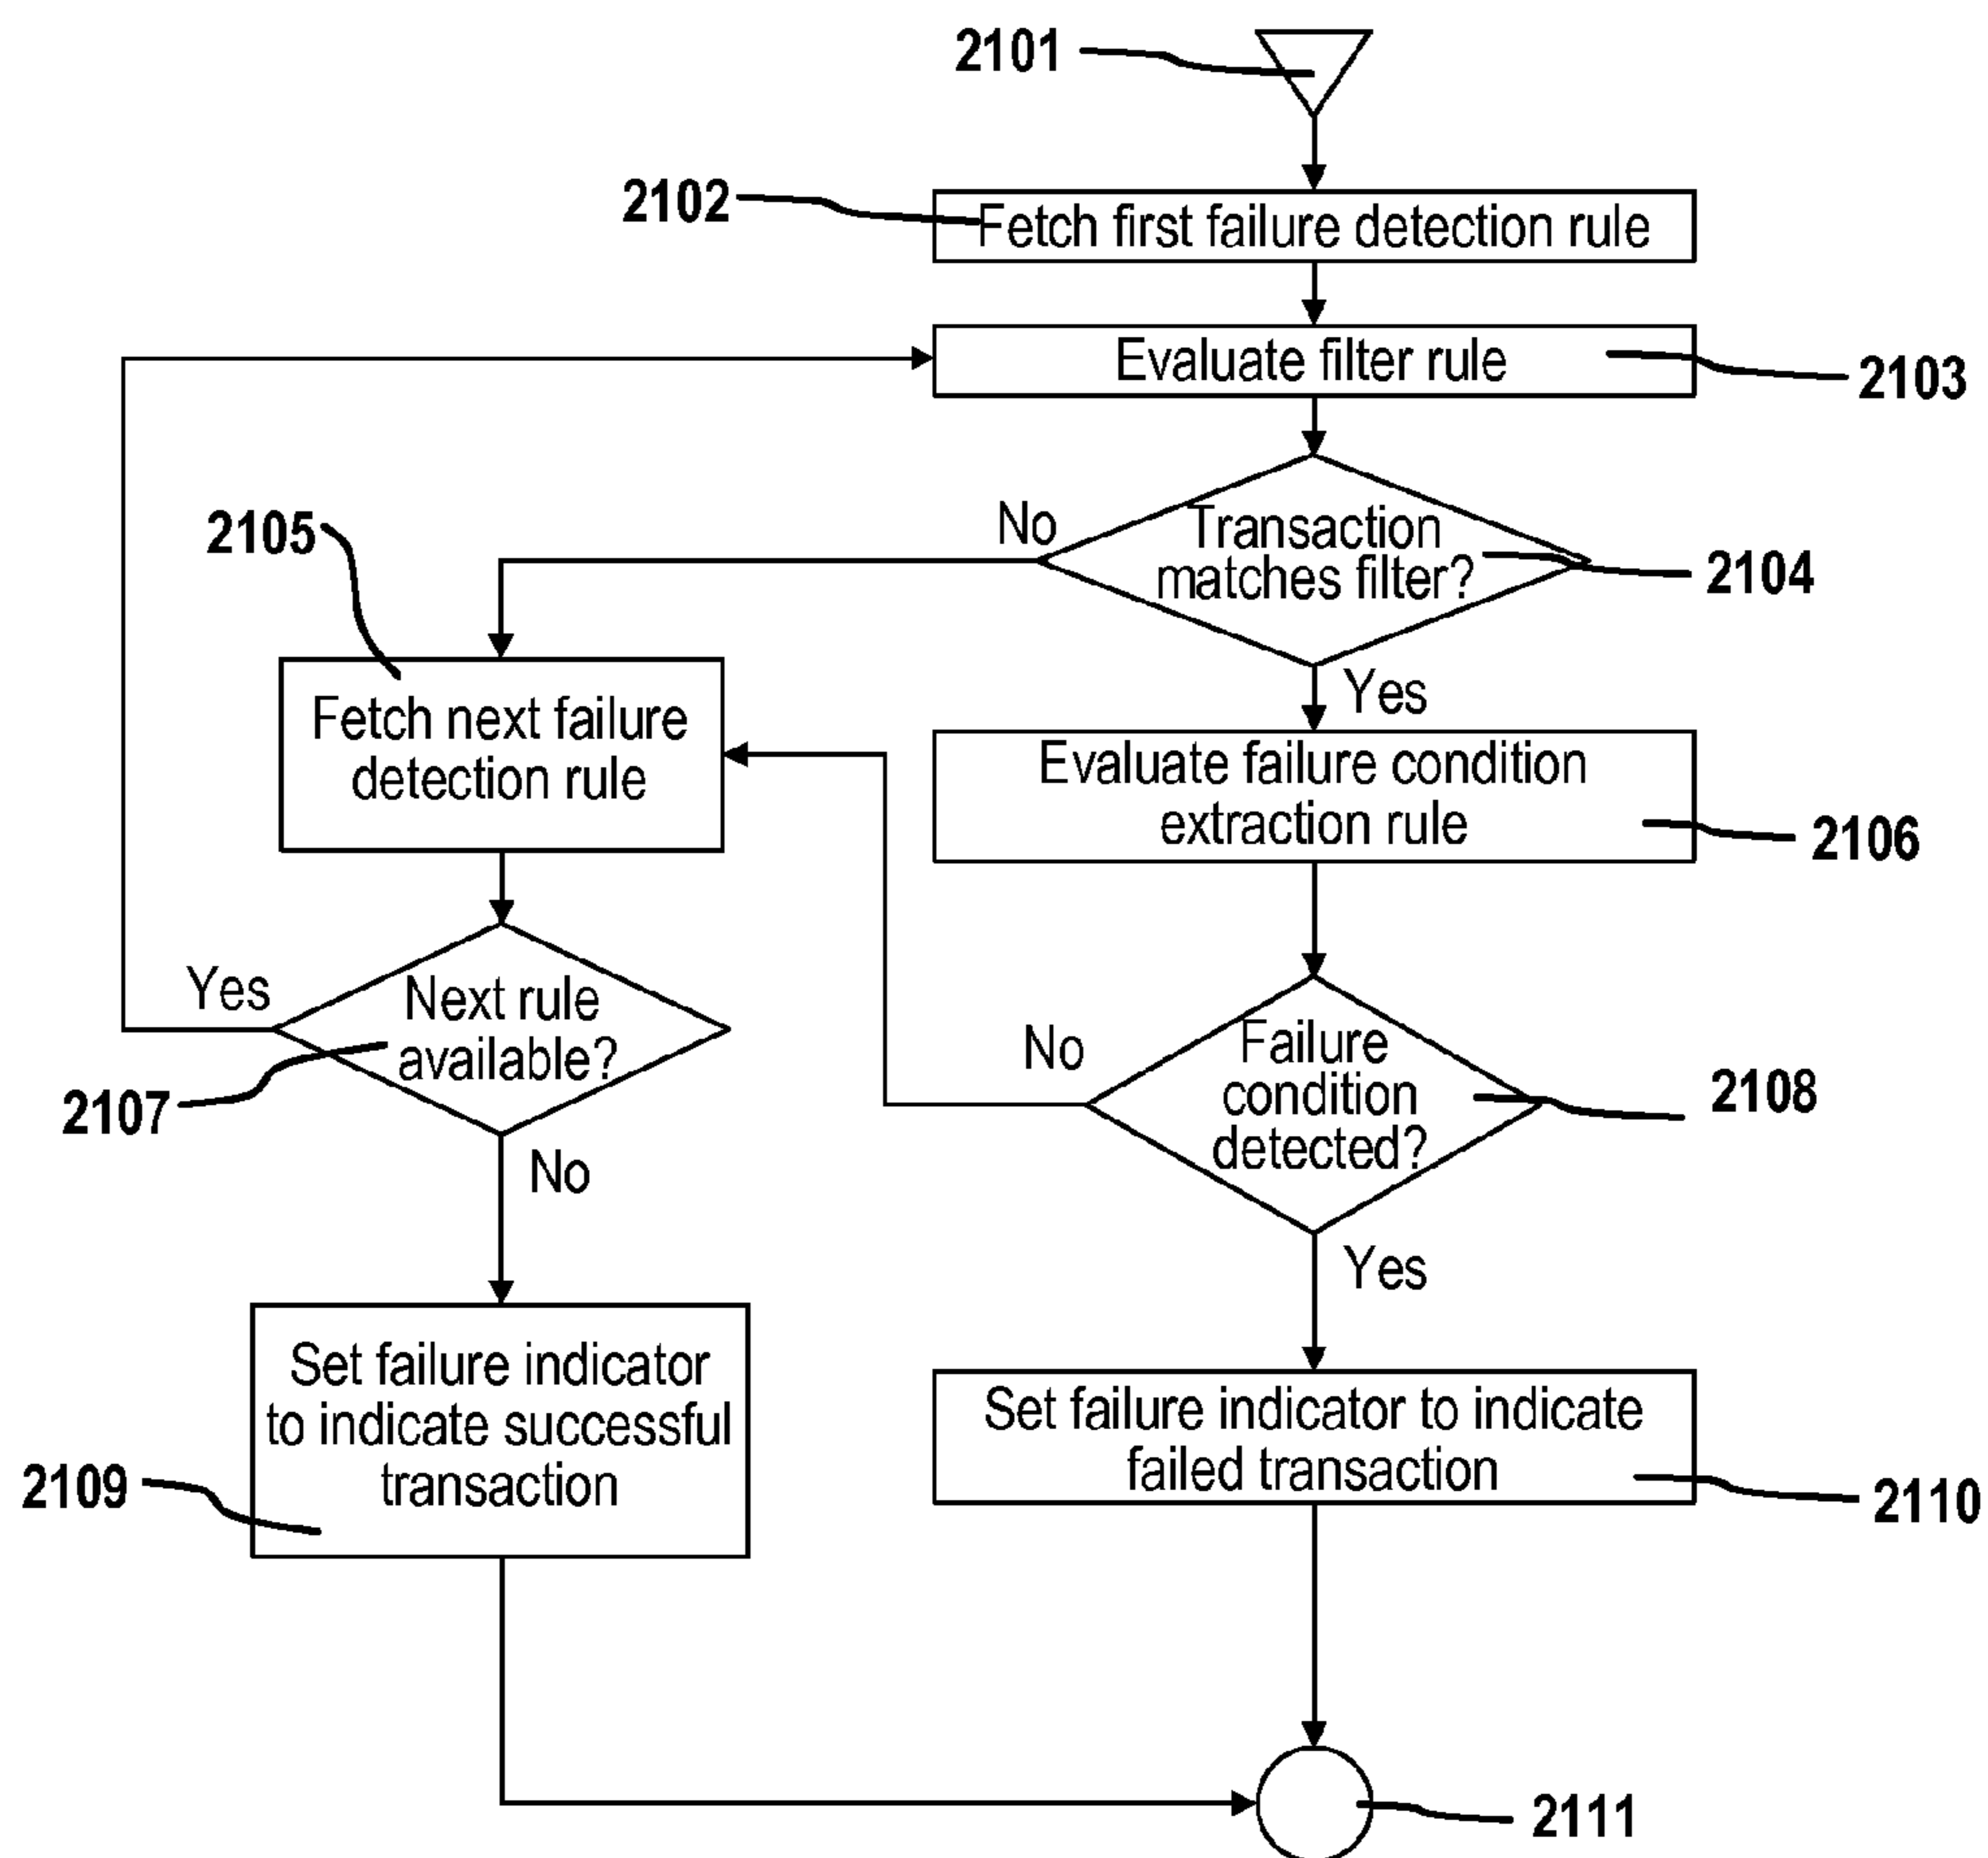 2101
2102
Fetch first failure detection rule
Evaluate filter rule
2103
2105
No
Transaction
matches filter?
2104
Yes
Fetch next failure
detection rule
Evaluate failure condition
extraction rule
2106
Yes
Next rule
available?
2107
No
No
Failure
condition
detected?
2108
Yes
Set failure indicator
to indicate successful
transaction
2109
Set failure indicator to indicate
failed transaction
2110
2111